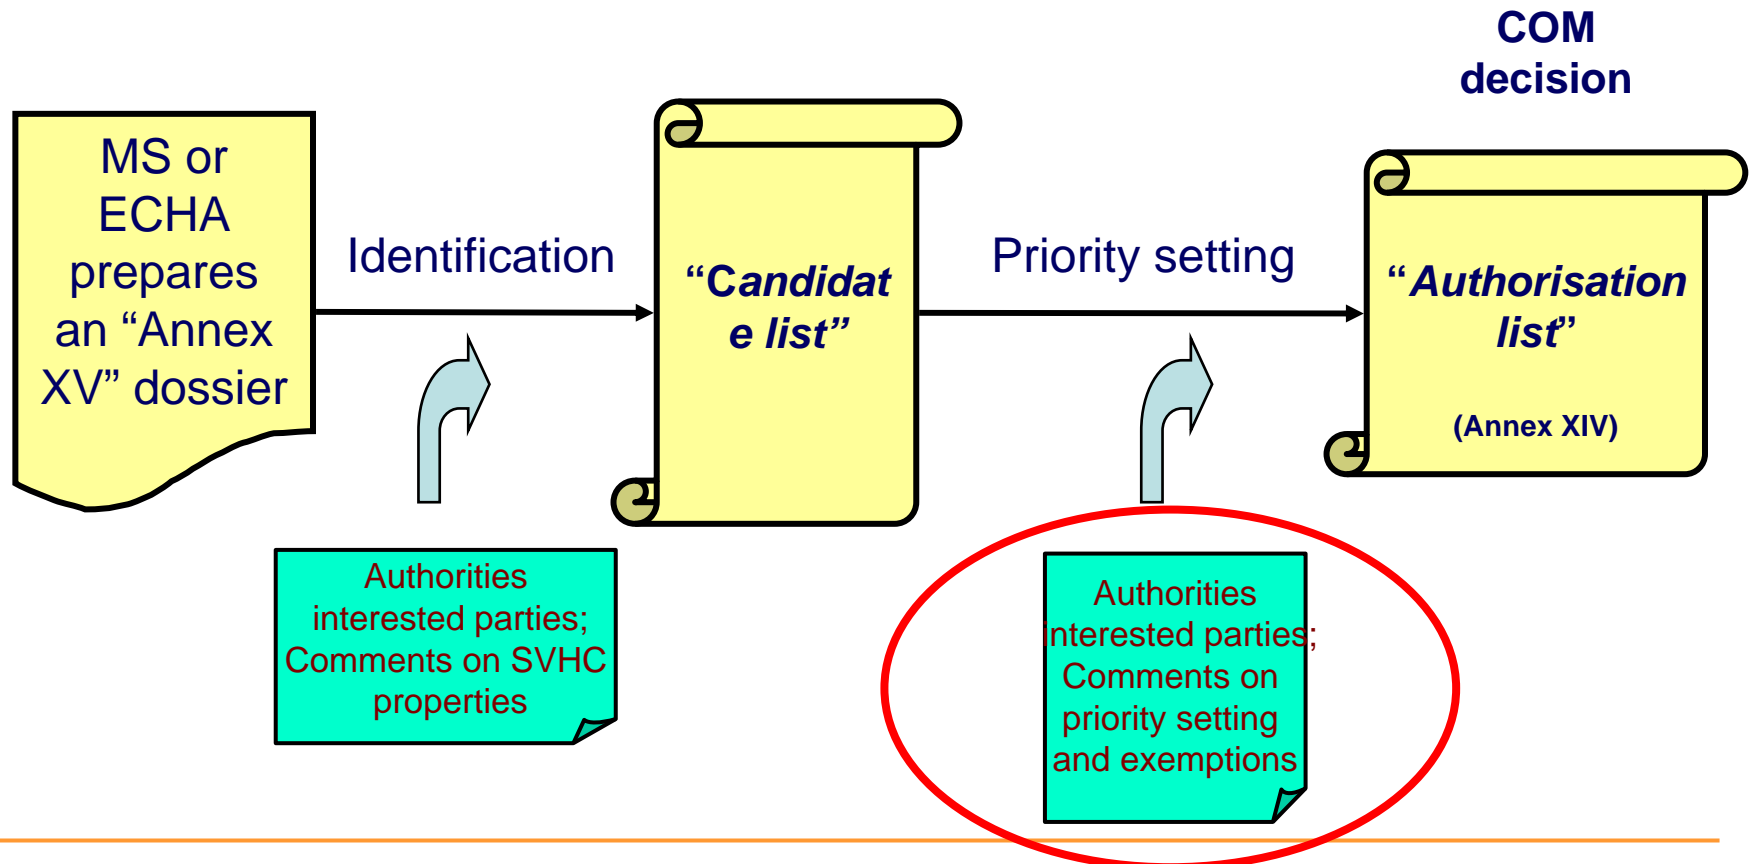 COM
decision
MS or
ECHA
prepares
an “Annex
XV” dossier
Identification
“Candidat
e list”
Priority setting
“Authorisation
list”
(Annex XIV)
Authorities
interested parties;
Comments on SVHC
properties
Authorities
interested parties;
Comments on
priority setting
and exemptions